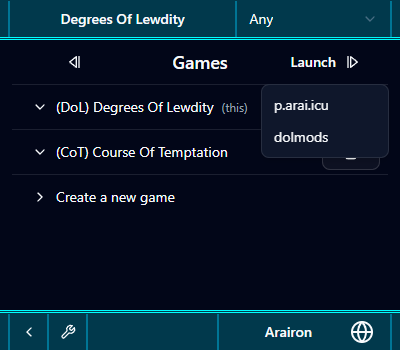 Degrees Of Lewdity
Any
Games
Launch
p.arai.icu
dolmods
(DoL) Degrees Of Lewdity (this)
(CoT) Course Of Temptation
Create a new game
Arairon